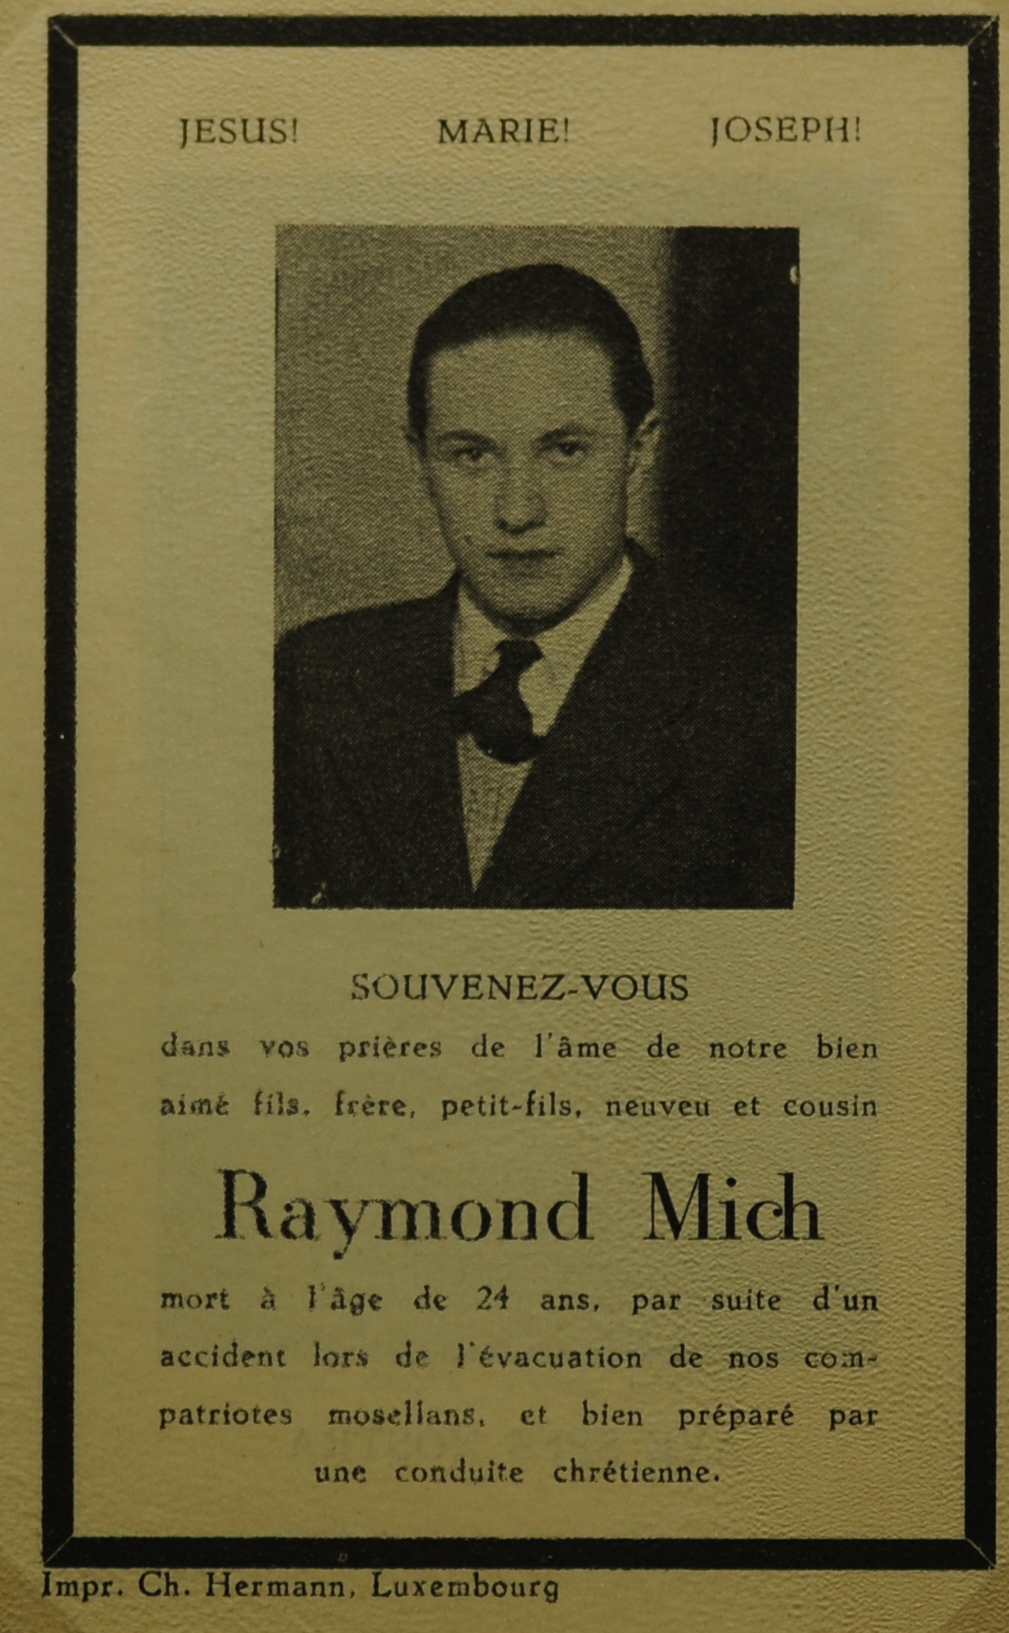 JESUS! MARIE! JOSEPH!
SOUVENEZ-VOUS
dans vos prières de l'âme de notre bien
aimé fils, frère, petit-fils, neuveu et cousin
Raymond Mich
mort à l'âge de 24 ans, par suite d'un
accident lors de l'évacuation de nos com-
patriotes mosellans, et bien préparé par
une conduite chrétienne.
Impr. Ch. Hermann, Luxembourg